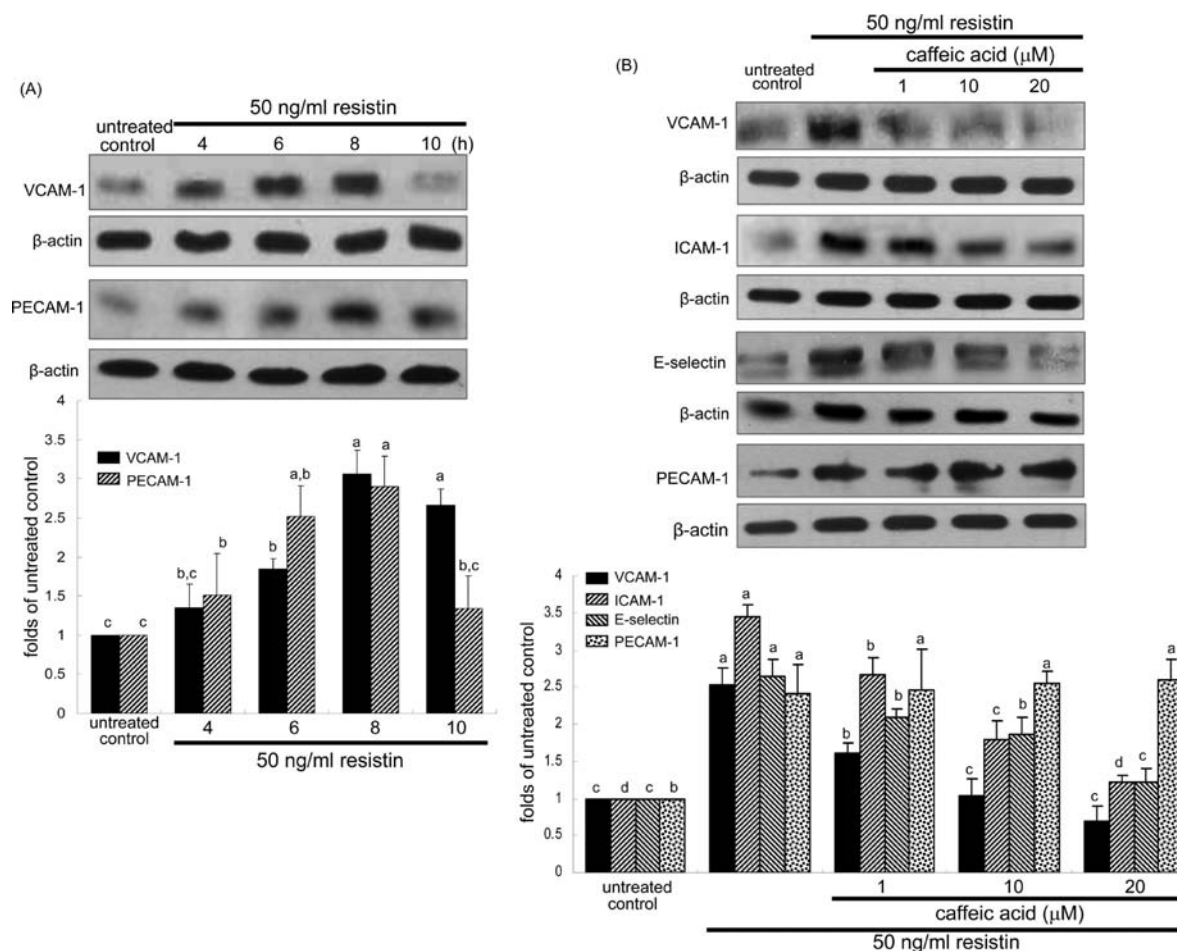 (A)
50 ng/ml resistin
untreated
control 4 6 8 10 (h)
VCAM-1
β-actin
PECAM-1
β-actin
4
3.5
3
2.5
2
1.5
1
0.5
0
folds of untreated control
VCAM-1
PECAM-1
c c b,c b b a,b a a a b,c
untreated
control 4 6 8 10
50 ng/ml resistin
(B)
50 ng/ml resistin
caffeic acid (μM)
untreated
control 1 10 20
VCAM-1
β-actin
ICAM-1
β-actin
E-selectin
β-actin
PECAM-1
β-actin
4
3.5
3
2.5
2
1.5
1
0.5
0
folds of untreated control
VCAM-1
ICAM-1
E-selectin
PECAM-1
c d c b a a a a b b b a c c b a c d c a
untreated
control 1 10 20
caffeic acid (μM)
50 ng/ml resistin